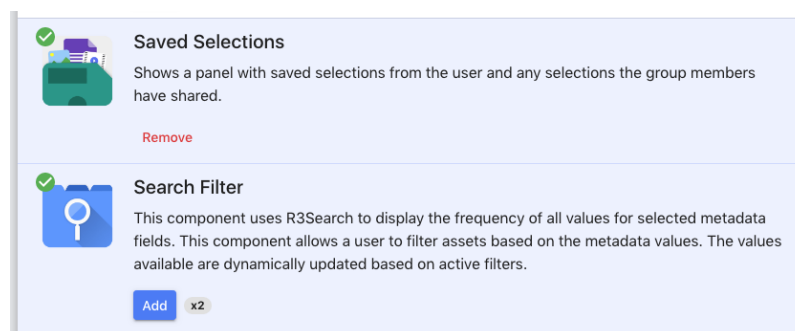 Saved Selections
Shows a panel with saved selections from the user and any selections the group members
have shared.
Remove
Search Filter
This component uses R3Search to display the frequency of all values for selected metadata
fields. This component allows a user to filter assets based on the metadata values. The values
available are dynamically updated based on active filters.
Add x2